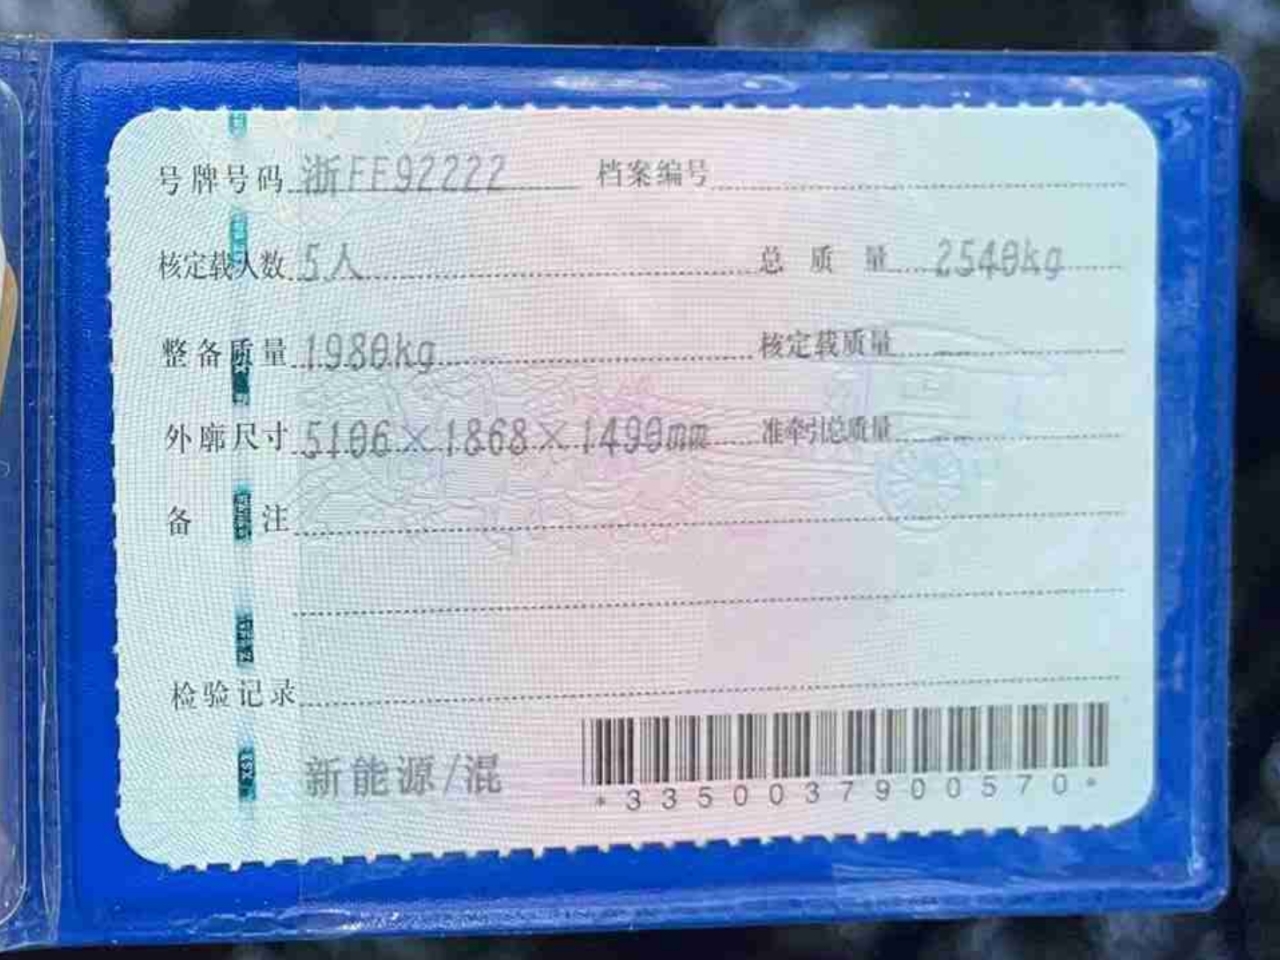 号牌号码 浙FF92222 档案编号
核定载人数 5人 总质量 2540kg
整备质量 1980kg 核定载质量
外廓尺寸 5106×1868×1490mm 准牵引总质量
备注
检验记录
新能源/混
*3350037900570*